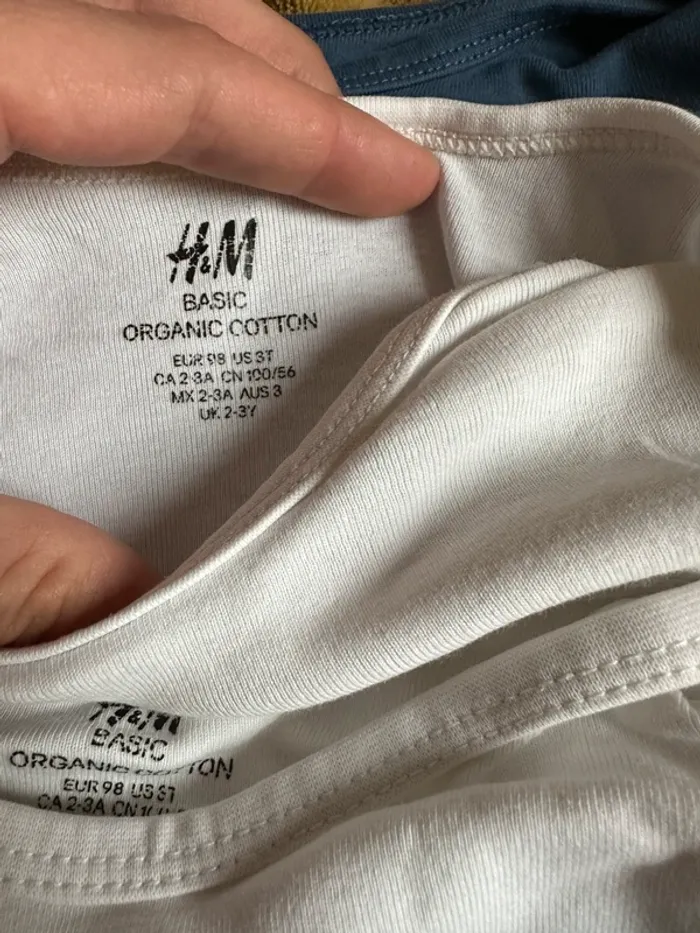 H&M
BASIC
ORGANIC COTTON
EUR 98 US 3T
CA 2-3A CN 100/56
MX 2-3A AUS 3
UK 2-3Y
H&M
BASIC
ORGANIC COTTON
EUR 98 US 3T
CA 2-3A CN